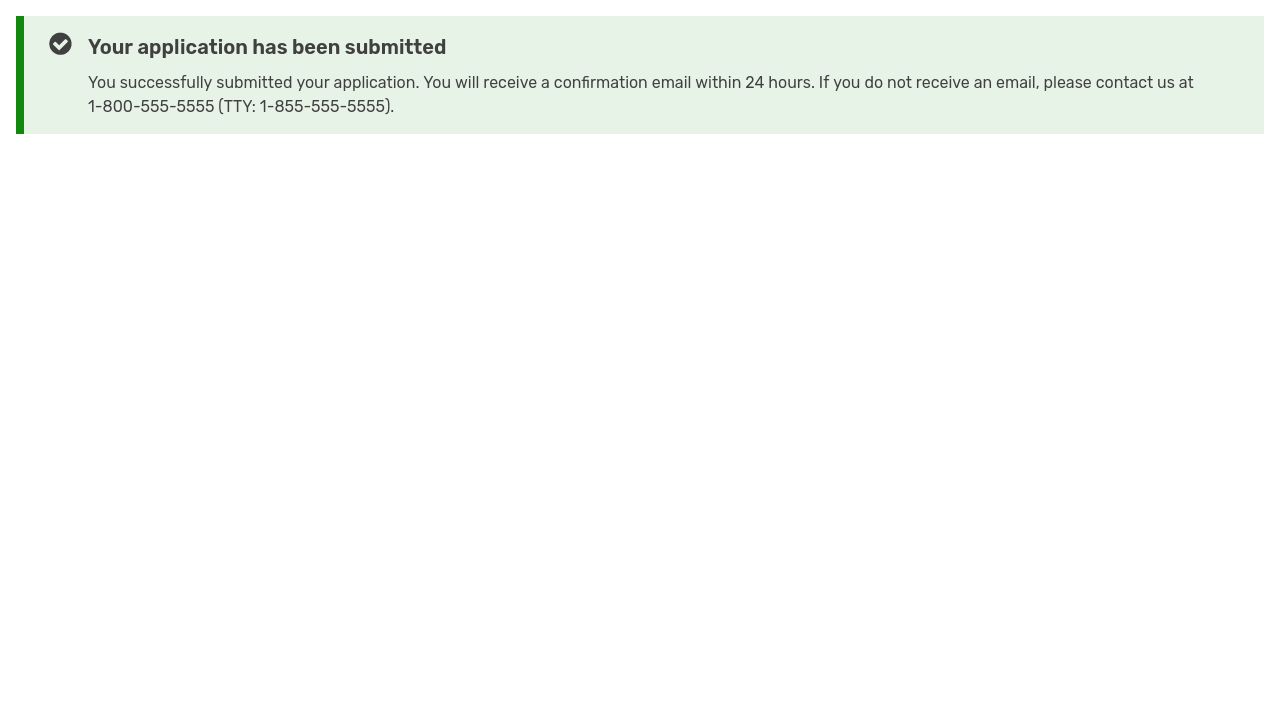 Your application has been submitted
You successfully submitted your application. You will receive a confirmation email within 24 hours. If you do not receive an email, please contact us at
1-800-555-5555 (TTY: 1-855-555-5555).